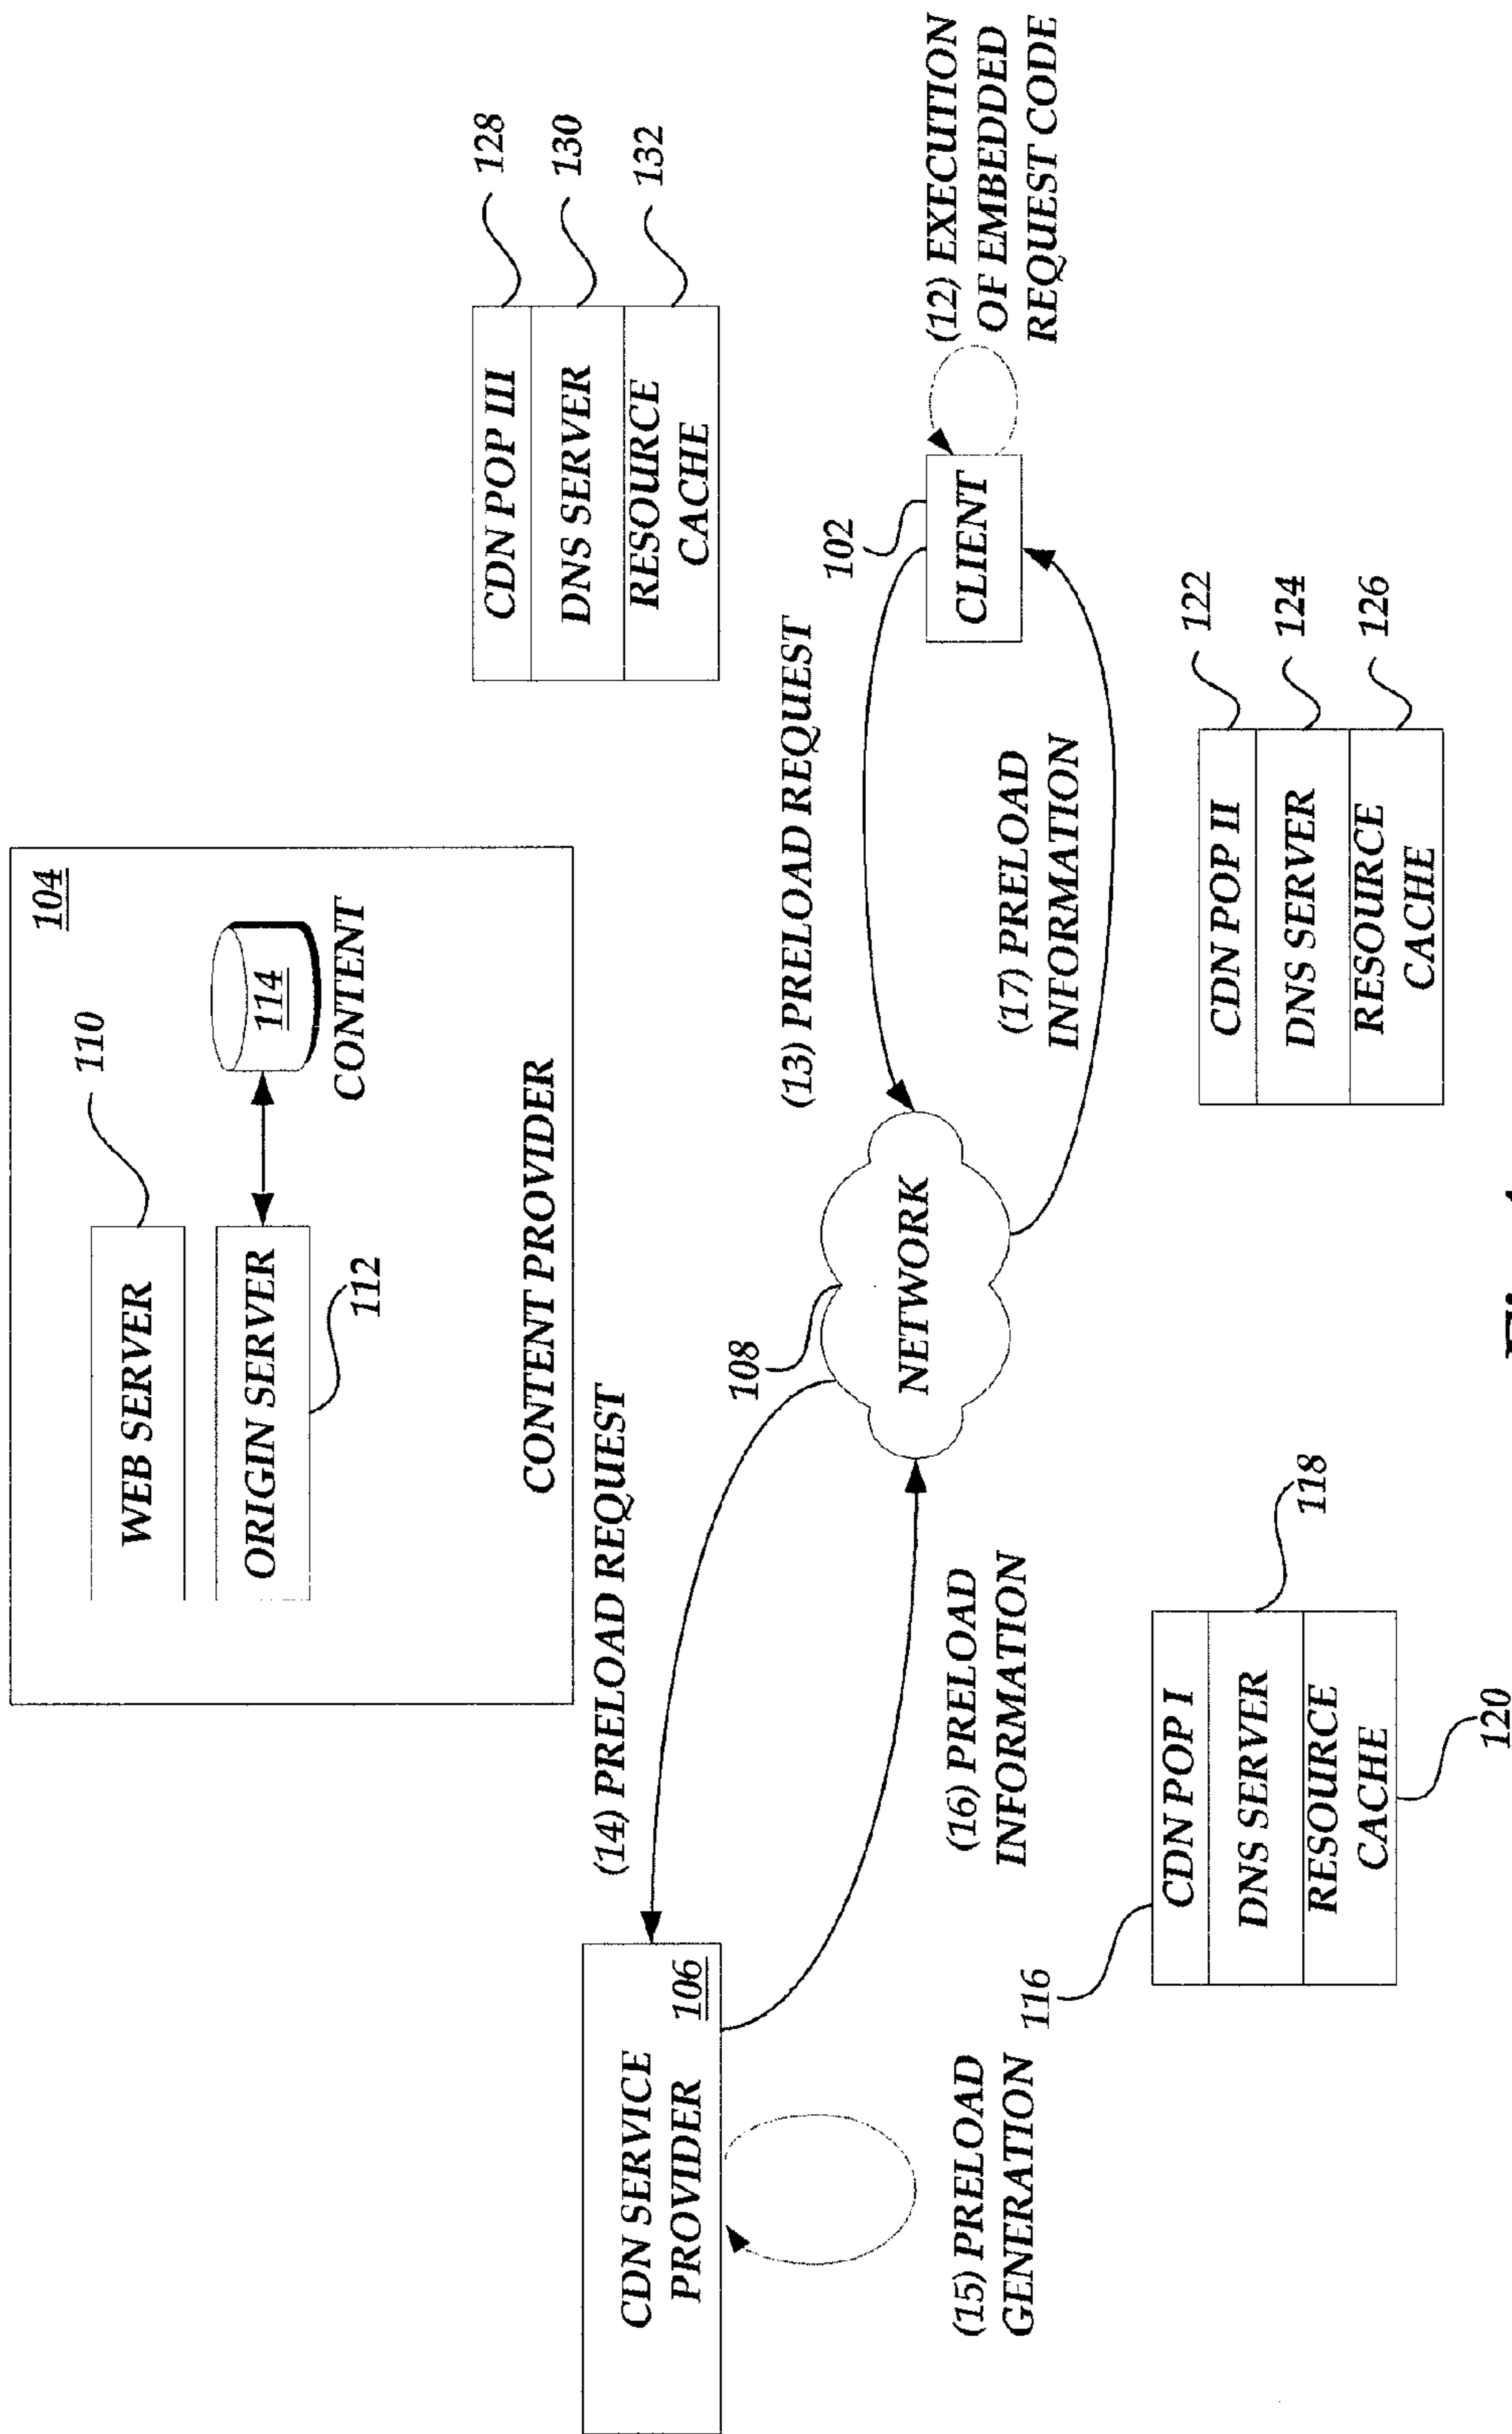 104
WEB SERVER
110
ORIGIN SERVER
112
114
CONTENT
CONTENT PROVIDER
CDN POP III
128
DNS SERVER
130
RESOURCE
CACHE
132
(14) PRELOAD REQUEST
CDN SERVICE
PROVIDER
106
108
NETWORK
(13) PRELOAD REQUEST
102
CLIENT
(12) EXECUTION
OF EMBEDDED
REQUEST CODE
(15) PRELOAD
GENERATION
(16) PRELOAD
INFORMATION
(17) PRELOAD
INFORMATION
116
CDN POP I
DNS SERVER
118
RESOURCE
CACHE
120
CDN POP II
122
DNS SERVER
124
RESOURCE
CACHE
126